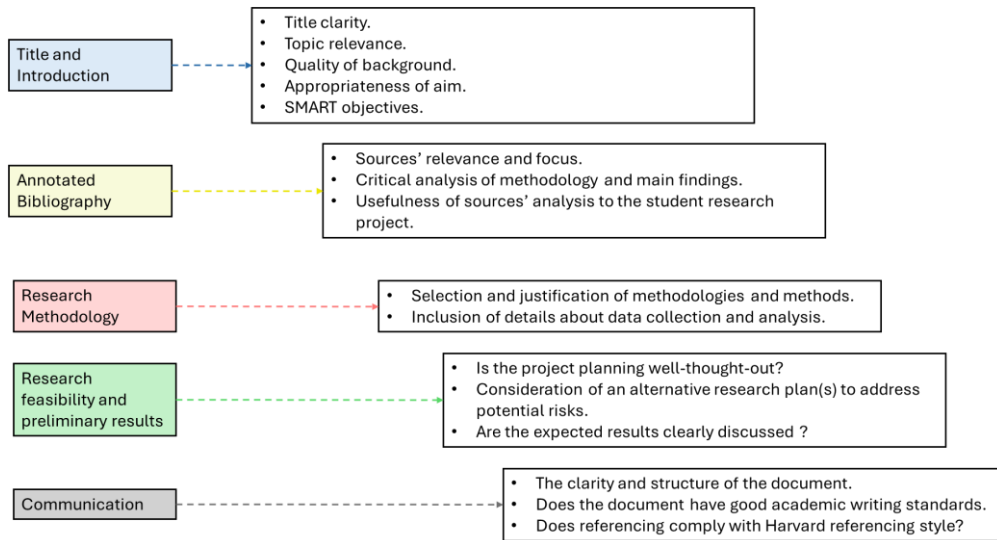 Title and
Introduction
• Title clarity.
• Topic relevance.
• Quality of background.
• Appropriateness of aim.
• SMART objectives.
Annotated
Bibliography
• Sources’ relevance and focus.
• Critical analysis of methodology and main findings.
• Usefulness of sources’ analysis to the student research
project.
Research
Methodology
• Selection and justification of methodologies and methods.
• Inclusion of details about data collection and analysis.
Research
feasibility and
preliminary results
• Is the project planning well-thought-out?
• Consideration of an alternative research plan(s) to address
potential risks.
• Are the expected results clearly discussed ?
Communication
• The clarity and structure of the document.
• Does the document have good academic writing standards.
• Does referencing comply with Harvard referencing style?